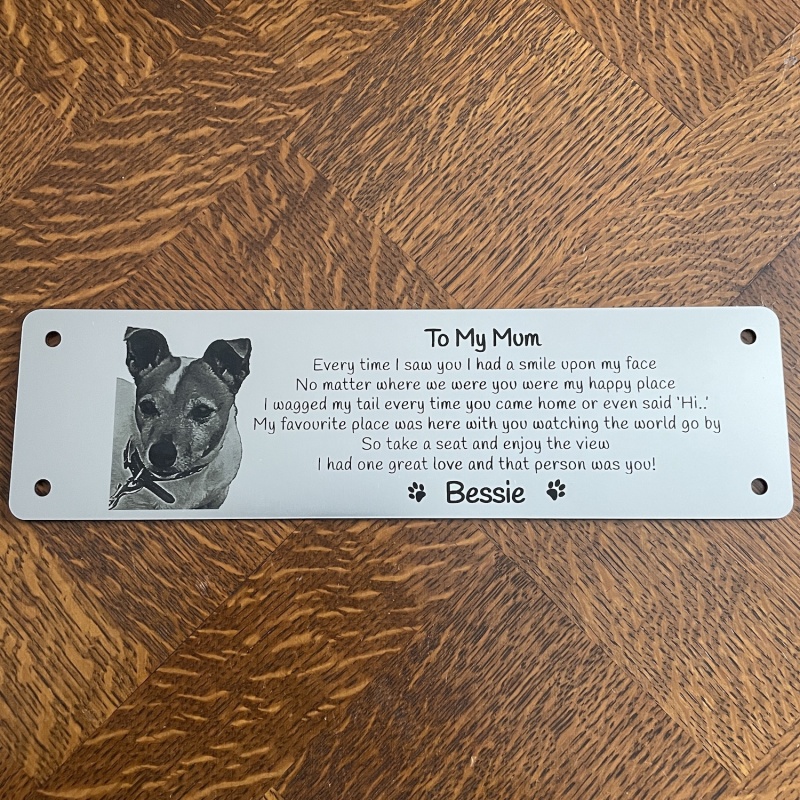 To My Mum
Every time I saw you I had a smile upon my face
No matter where we were you were my happy place
I wagged my tail every time you came home or even said 'Hi..'
My favourite place was here with you watching the world go by
So take a seat and enjoy the view
I had one great love and that person was you!
Bessie